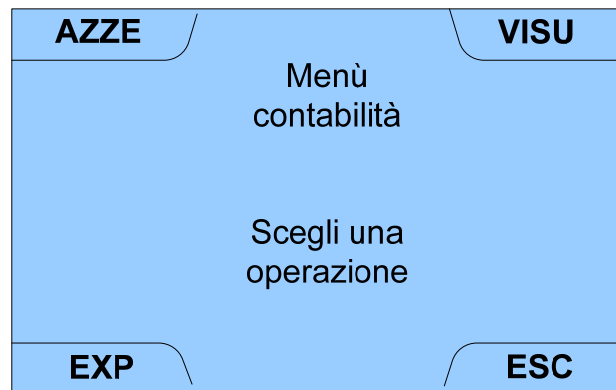 AZZE
VISU
Menù
contabilità
Scegli una
operazione
EXP
ESC